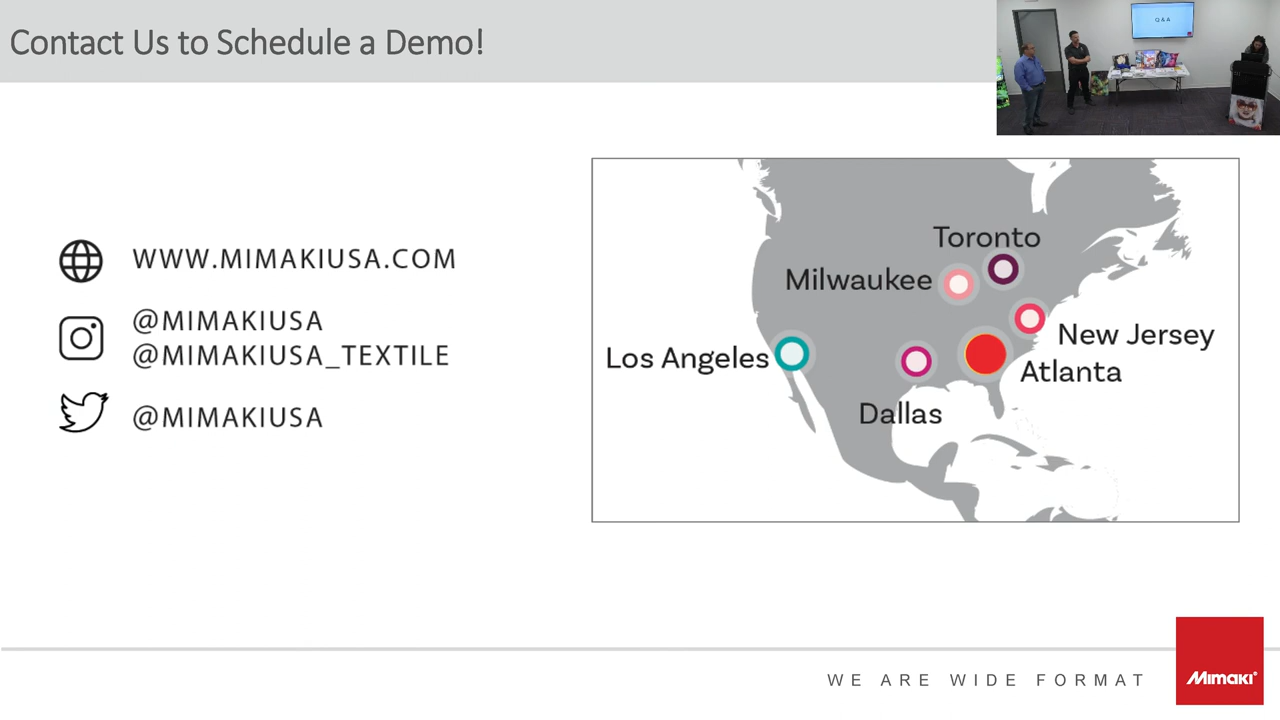 Contact Us to Schedule a Demo!
Q&A
WWW.MIMAKIUSA.COM
@MIMAKIUSA
@MIMAKIUSA_TEXTILE
@MIMAKIUSA
Toronto
Milwaukee
New Jersey
Los Angeles
Atlanta
Dallas
WE ARE WIDE FORMAT
Mimaki®